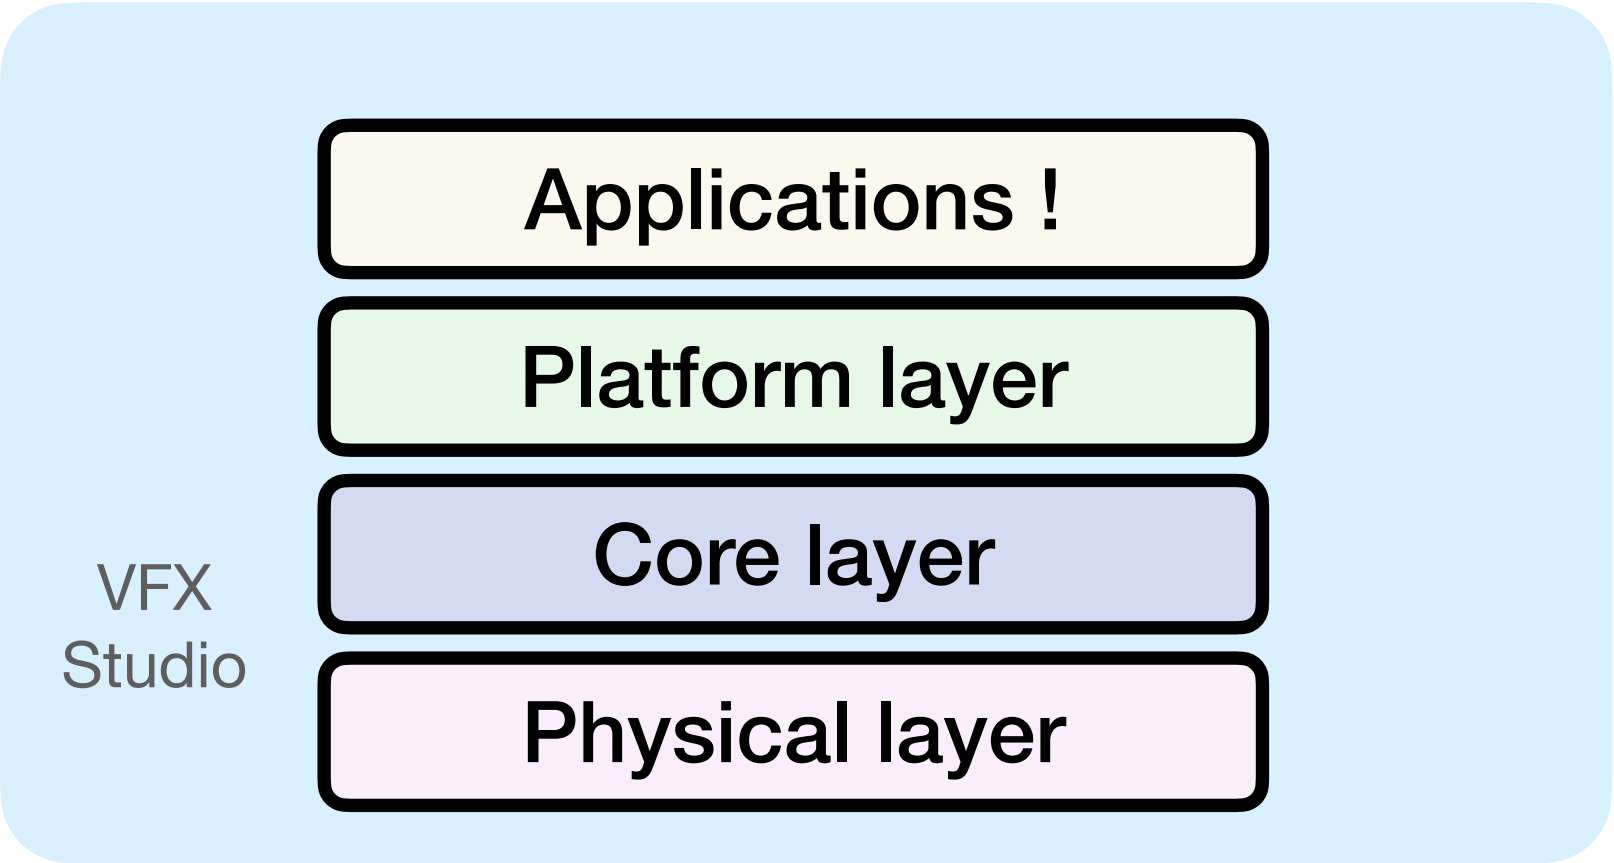 Applications !
Platform layer
Core layer
VFX
Studio
Physical layer